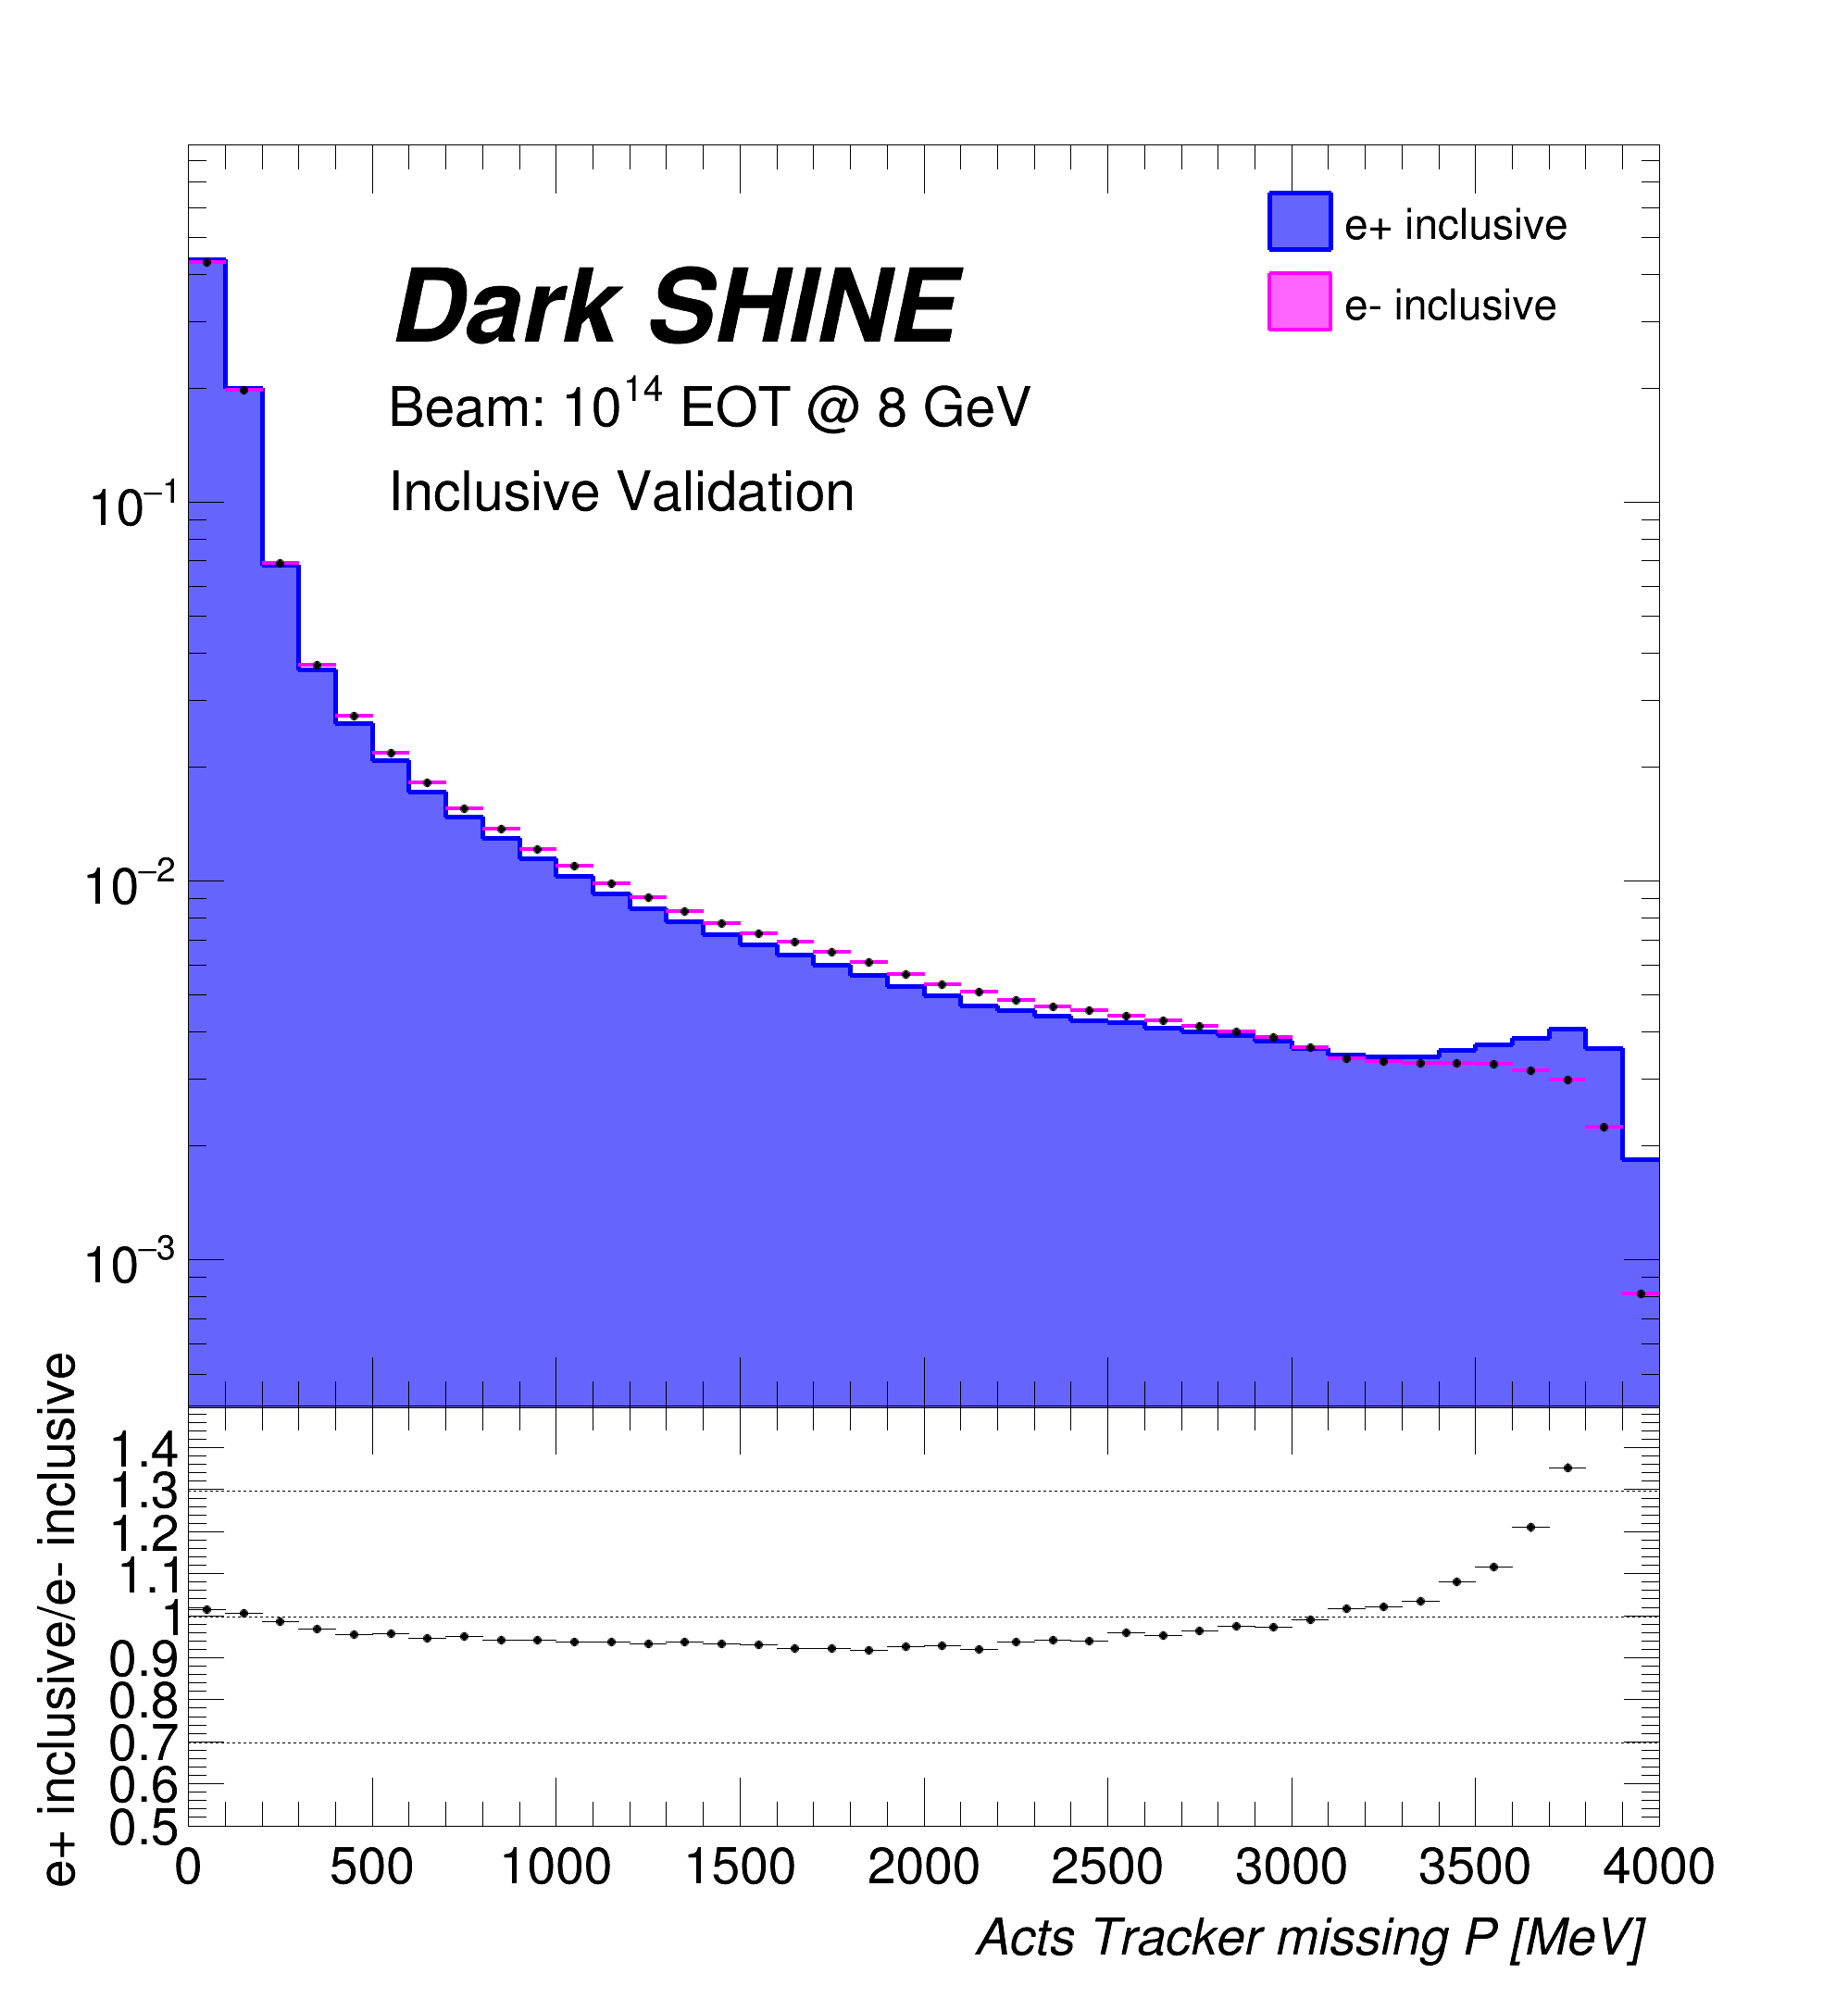 e+ inclusive
e- inclusive
Dark SHINE
Beam: 10^14 EOT @ 8 GeV
Inclusive Validation
10^−1
10^−2
10^−3
e+ inclusive/e- inclusive
1.4
1.3
1.2
1.1
1
0.9
0.8
0.7
0.6
0.5
0 500 1000 1500 2000 2500 3000 3500 4000
Acts Tracker missing P [MeV]